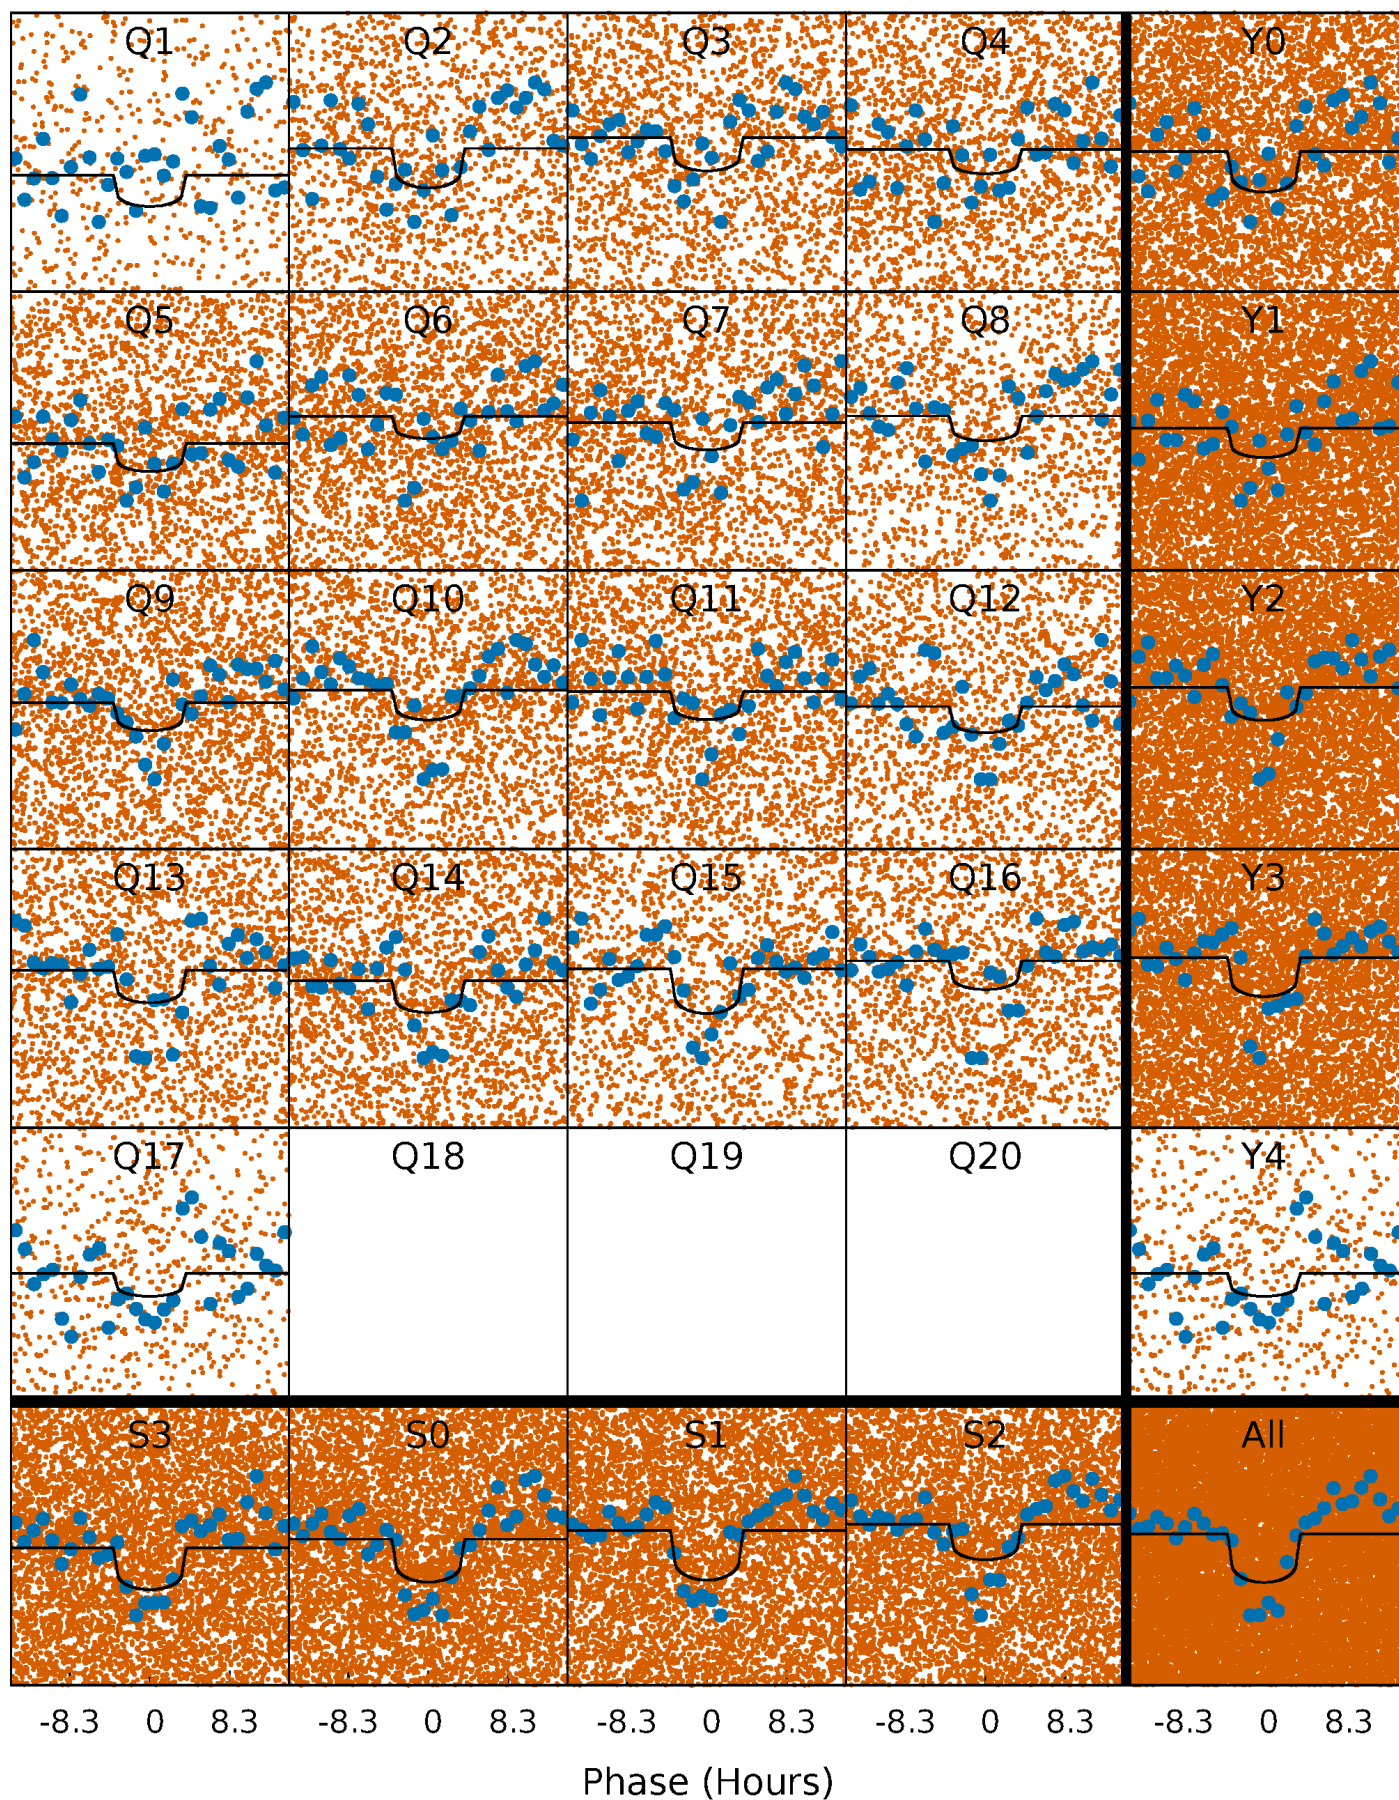 Q1 Q2 Q3 Q4 Y0
Q5 Q6 Q7 Q8 Y1
Q9 Q10 Q11 Q12 Y2
Q13 Q14 Q15 Q16 Y3
Q17 Q18 Q19 Q20 Y4
S3 S0 S1 S2 All
-8.3 0 8.3 -8.3 0 8.3 -8.3 0 8.3 -8.3 0 8.3 -8.3 0 8.3
Phase (Hours)